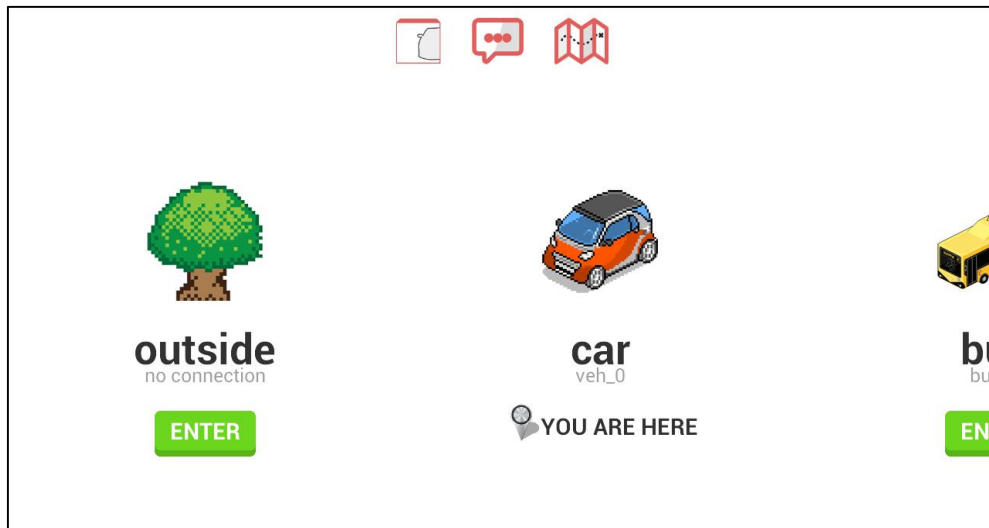 outside
no connection
ENTER
car
veh_0
YOU ARE HERE